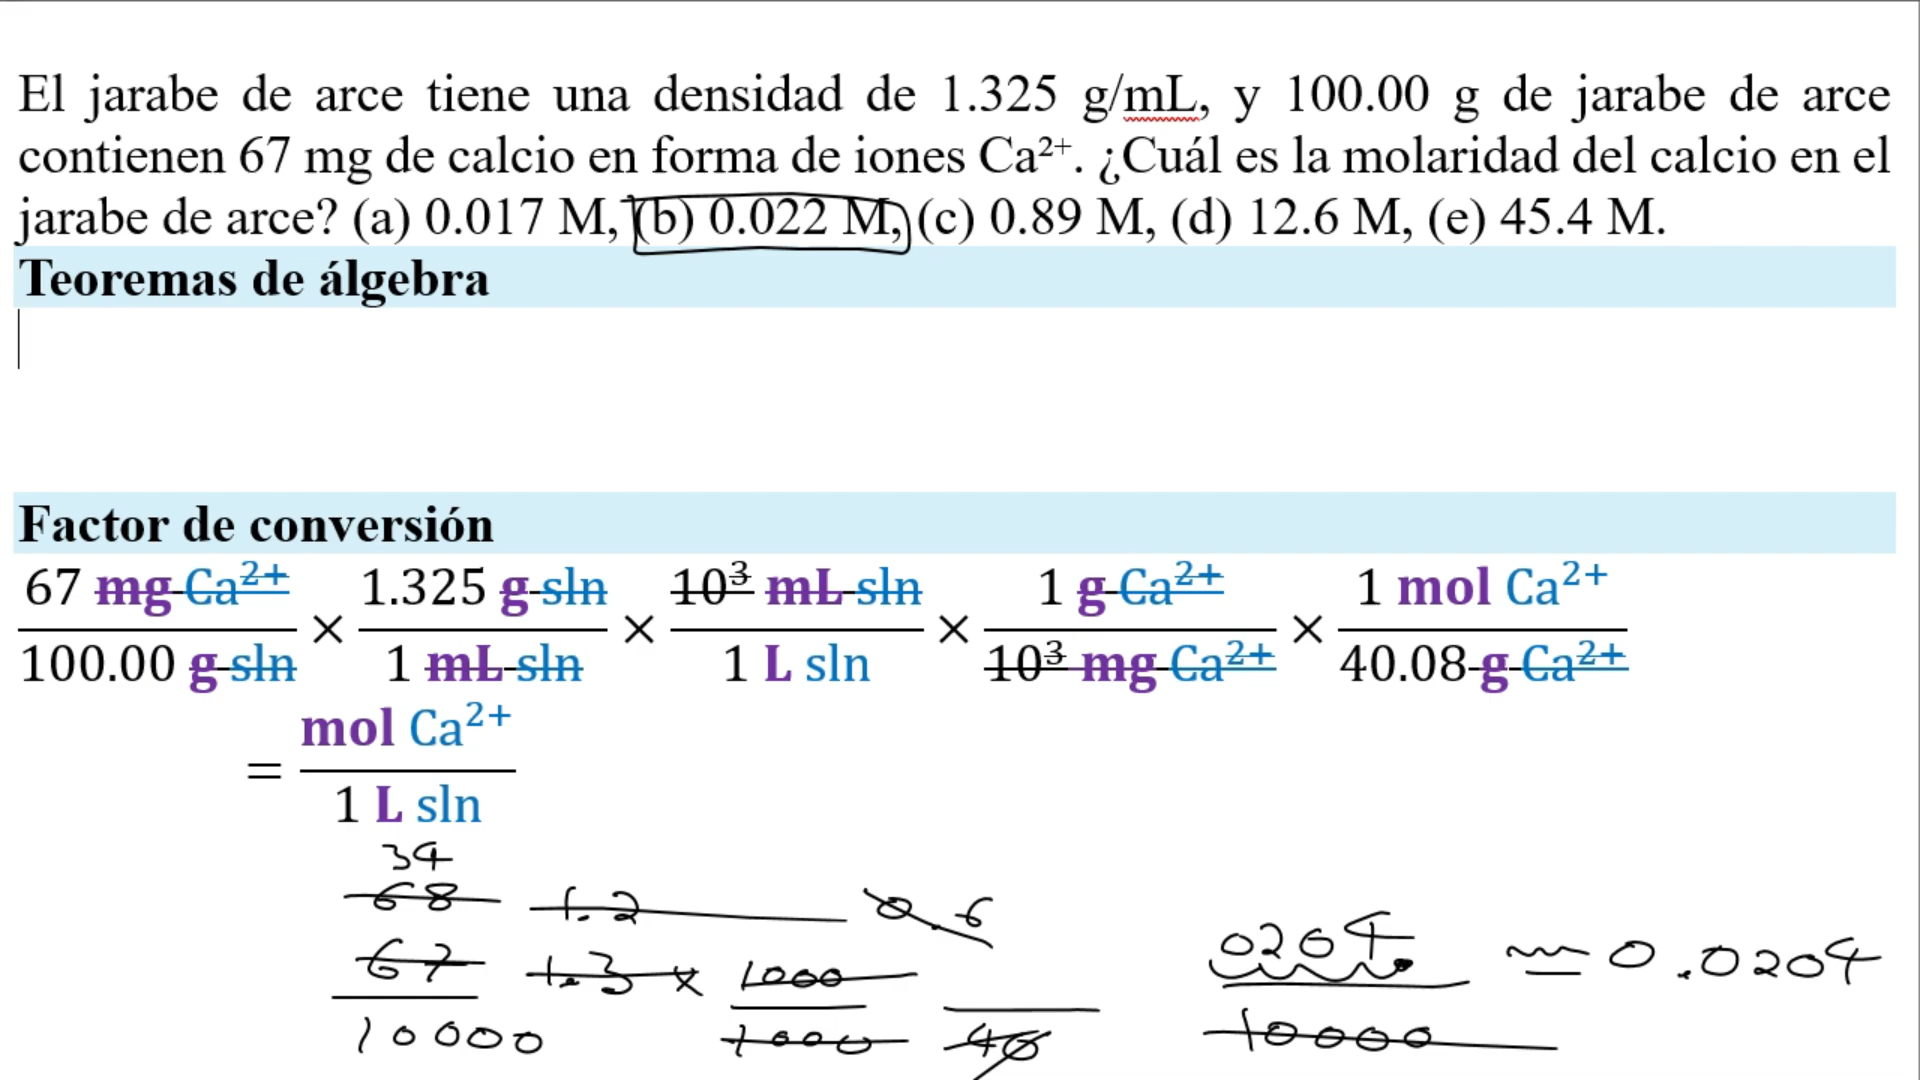 El jarabe de arce tiene una densidad de 1.325 g/mL, y 100.00 g de jarabe de arce
contienen 67 mg de calcio en forma de iones Ca²⁺. ¿Cuál es la molaridad del calcio en el
jarabe de arce? (a) 0.017 M, (b) 0.022 M, (c) 0.89 M, (d) 12.6 M, (e) 45.4 M.
Teoremas de álgebra
Factor de conversión
67 mg Ca²⁺ 1.325 g sln 10³ mL sln 1 g Ca²⁺ 1 mol Ca²⁺
× × × ×
100.00 g sln 1 mL sln 1 L sln 10³ mg Ca²⁺ 40.08 g Ca²⁺
mol Ca²⁺
=
1 L sln
34
68 1.2 0.6
67 1.3 × 1000 0204. ≈ 0.0204
10000 1000 40 10000